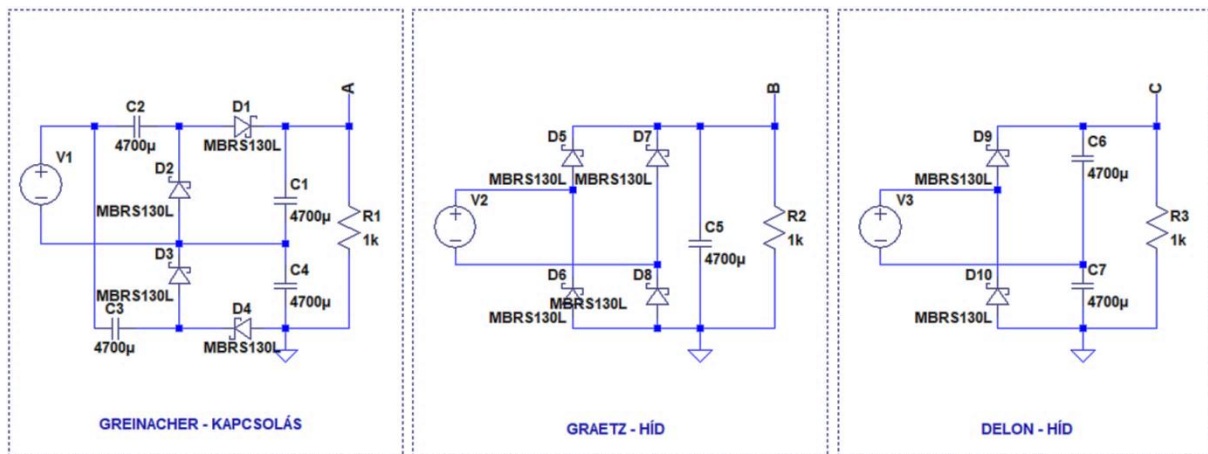 A
C2
D1
4700µ
MBRS130L
V1
D2
C1
MBRS130L
4700µ
R1
1k
D3
C4
MBRS130L
4700µ
C3
D4
4700µ
MBRS130L
GREINACHER - KAPCSOLÁS
B
D5
D7
MBRS130L
MBRS130L
V2
C5
R2
4700µ
1k
D6
D8
MBRS130L
MBRS130L
GRAETZ - HÍD
C
D9
C6
4700µ
MBRS130L
V3
R3
1k
D10
C7
MBRS130L
4700µ
DELON - HÍD